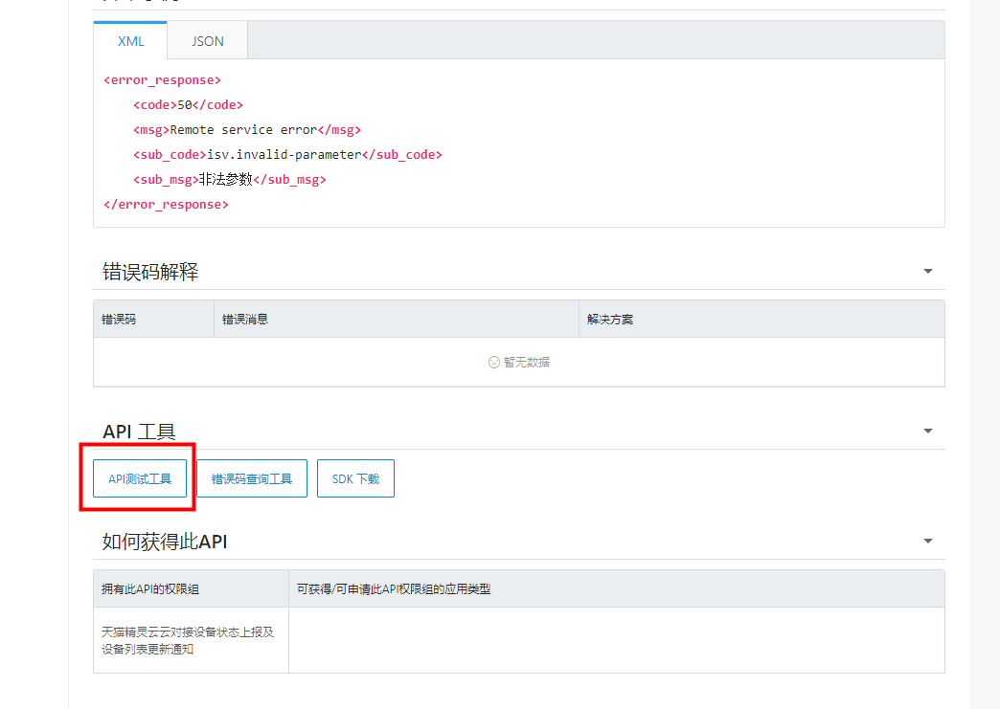 XML
JSON
<error_response>
<code>50</code>
<msg>Remote service error</msg>
<sub_code>isv.invalid-parameter</sub_code>
<sub_msg>非法参数</sub_msg>
</error_response>
错误码解释
错误码
错误消息
解决方案
暂无数据
API 工具
API测试工具
错误码查询工具
SDK 下载
如何获得此API
拥有此API的权限组
可获得/可申请此API权限组的应用类型
天猫精灵云云对接设备状态上报及
设备列表更新通知